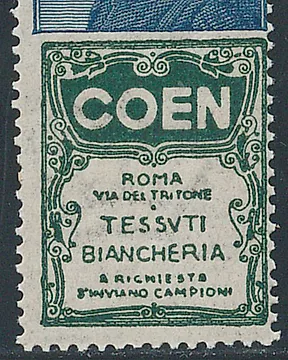 COEN
ROMA
VIA DEL TRITONE
TESSVTI
BIANCHERIA
A RICHIESTA
S'INVIANO CAMPIONI